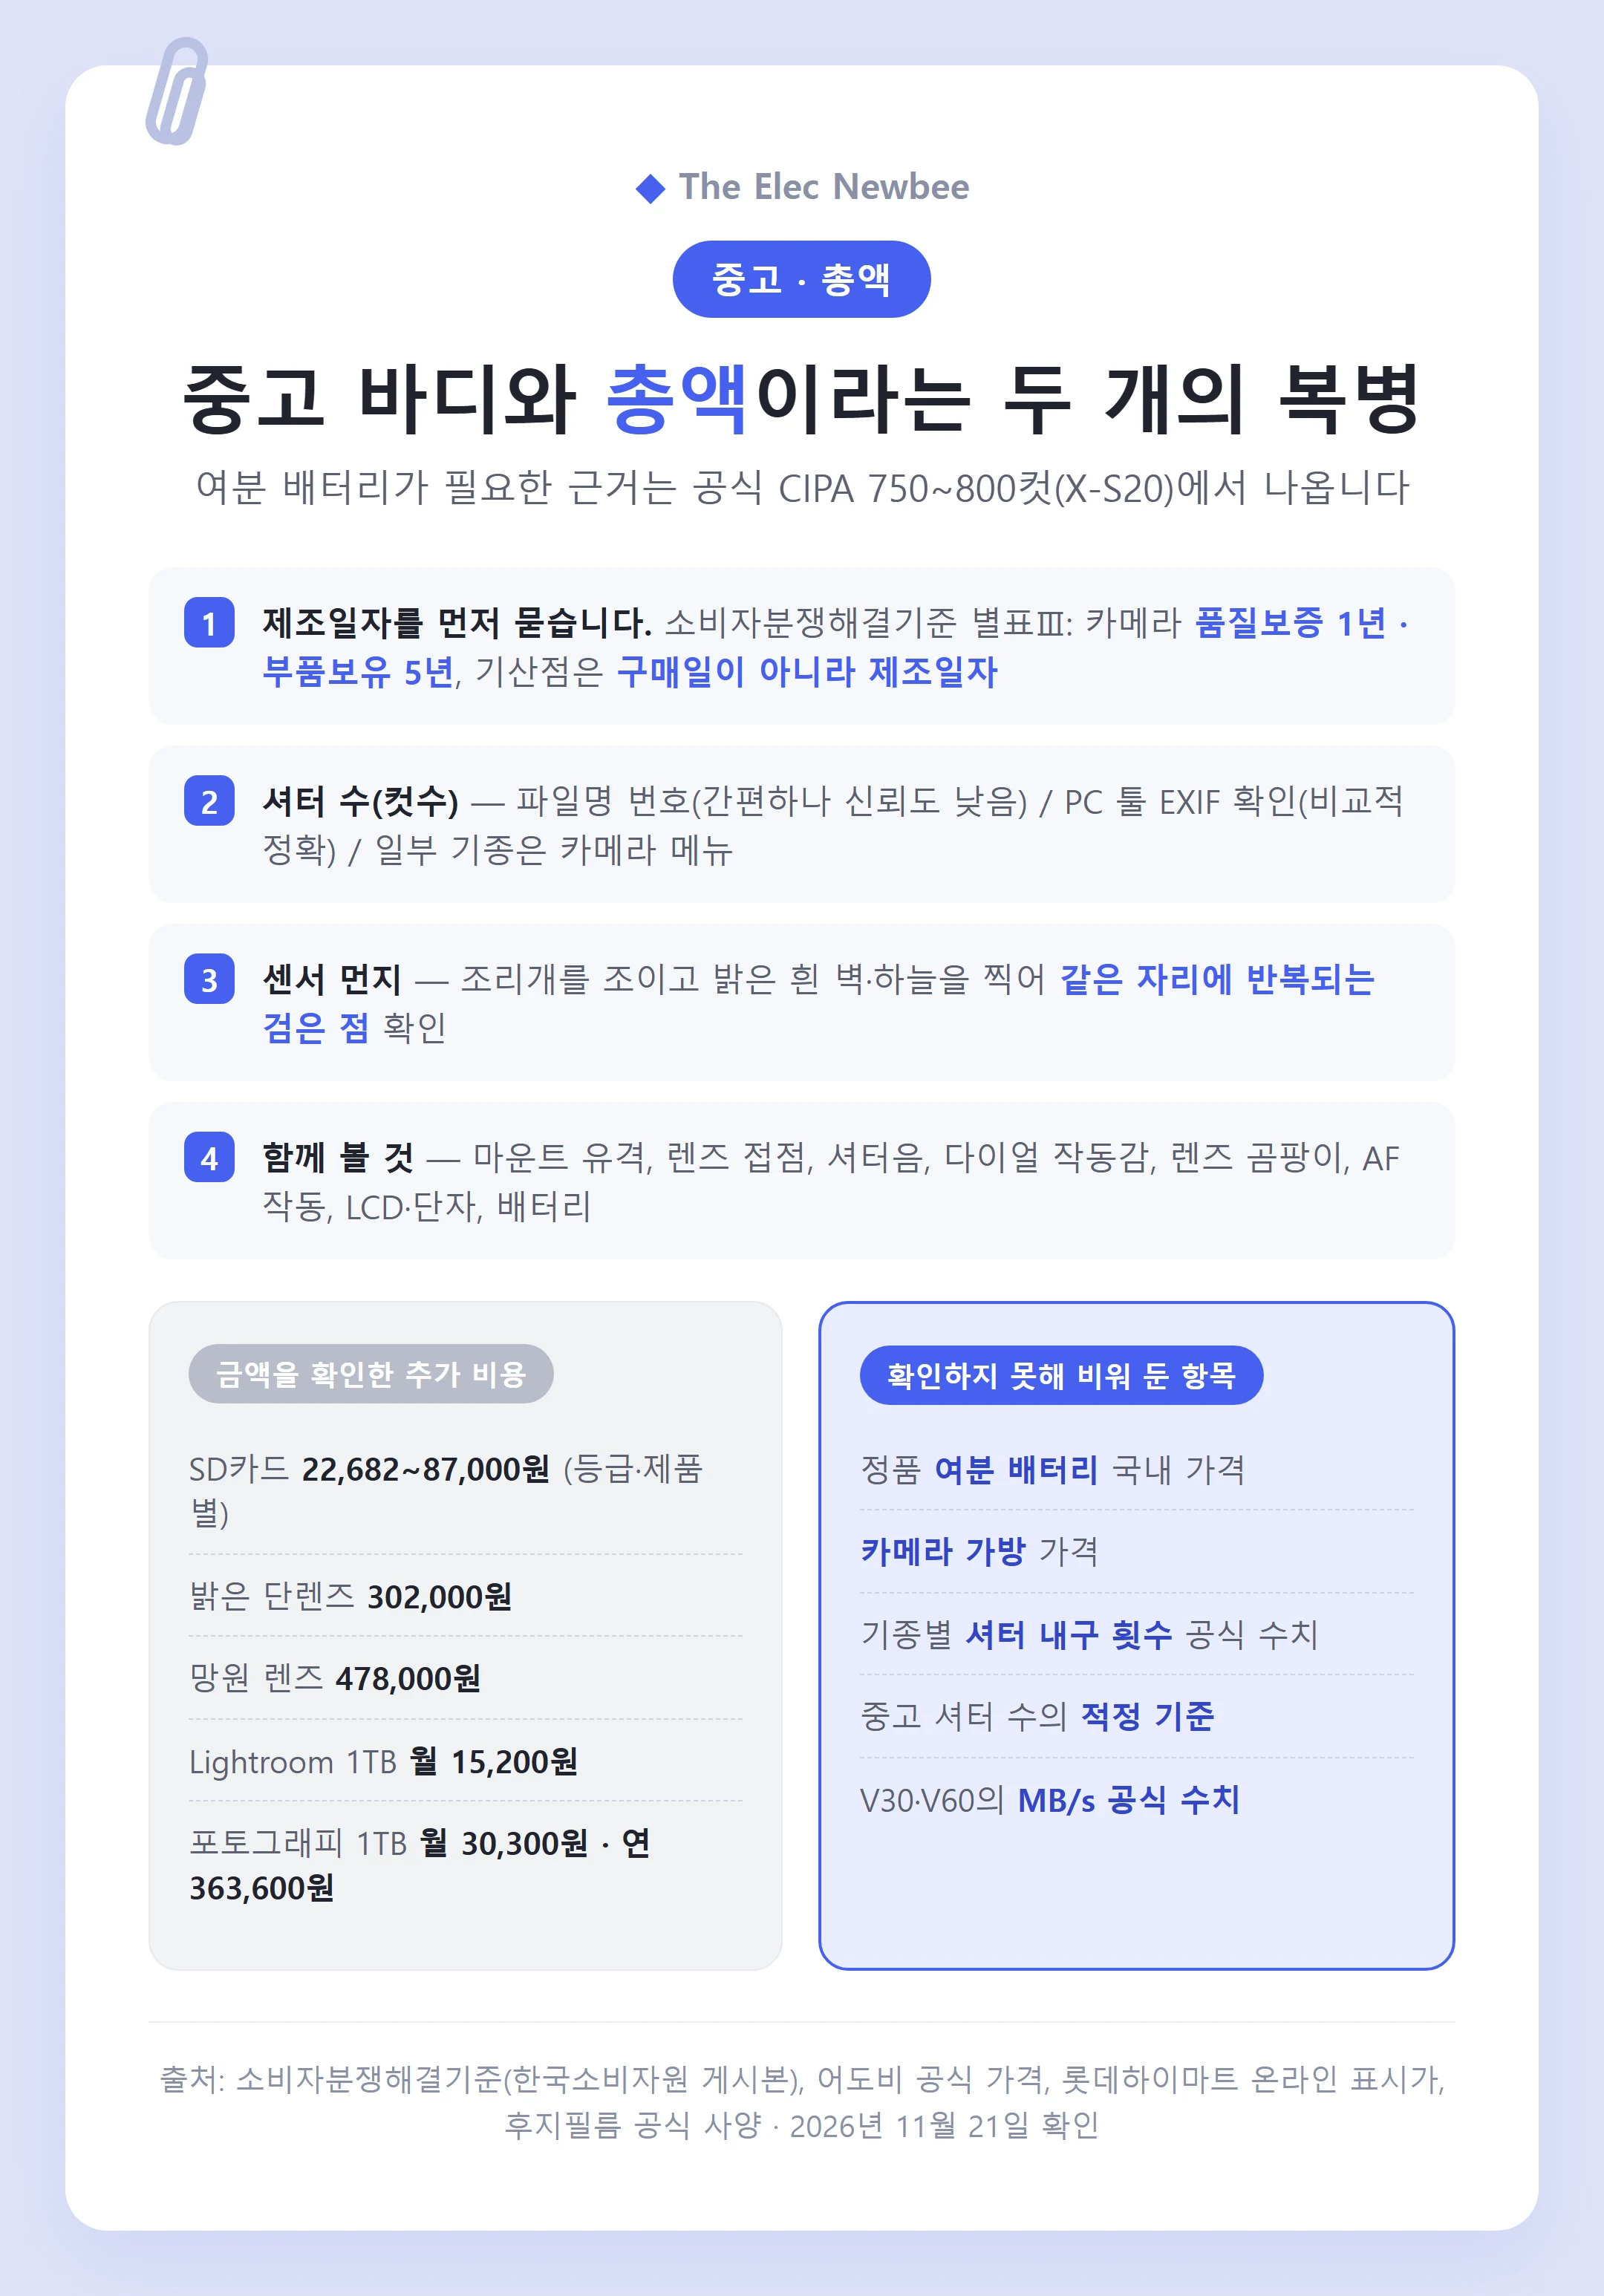 The Elec Newbee
중고 · 총액
중고 바디와 총액이라는 두 개의 복병
여분 배터리가 필요한 근거는 공식 CIPA 750~800컷(X-S20)에서 나옵니다
1 제조일자를 먼저 묻습니다. 소비자분쟁해결기준 별표Ⅲ: 카메라 품질보증 1년 ·
부품보유 5년, 기산점은 구매일이 아니라 제조일자
2 셔터 수(컷수) — 파일명 번호(간편하나 신뢰도 낮음) / PC 툴 EXIF 확인(비교적
정확) / 일부 기종은 카메라 메뉴
3 센서 먼지 — 조리개를 조이고 밝은 흰 벽·하늘을 찍어 같은 자리에 반복되는
검은 점 확인
4 함께 볼 것 — 마운트 유격, 렌즈 접점, 셔터음, 다이얼 작동감, 렌즈 곰팡이, AF
작동, LCD·단자, 배터리
금액을 확인한 추가 비용
SD카드 22,682~87,000원 (등급·제품
별)
밝은 단렌즈 302,000원
망원 렌즈 478,000원
Lightroom 1TB 월 15,200원
포토그래피 1TB 월 30,300원 · 연
363,600원
확인하지 못해 비워 둔 항목
정품 여분 배터리 국내 가격
카메라 가방 가격
기종별 셔터 내구 횟수 공식 수치
중고 셔터 수의 적정 기준
V30·V60의 MB/s 공식 수치
출처: 소비자분쟁해결기준(한국소비자원 게시본), 어도비 공식 가격, 롯데하이마트 온라인 표시가,
후지필름 공식 사양 · 2026년 11월 21일 확인